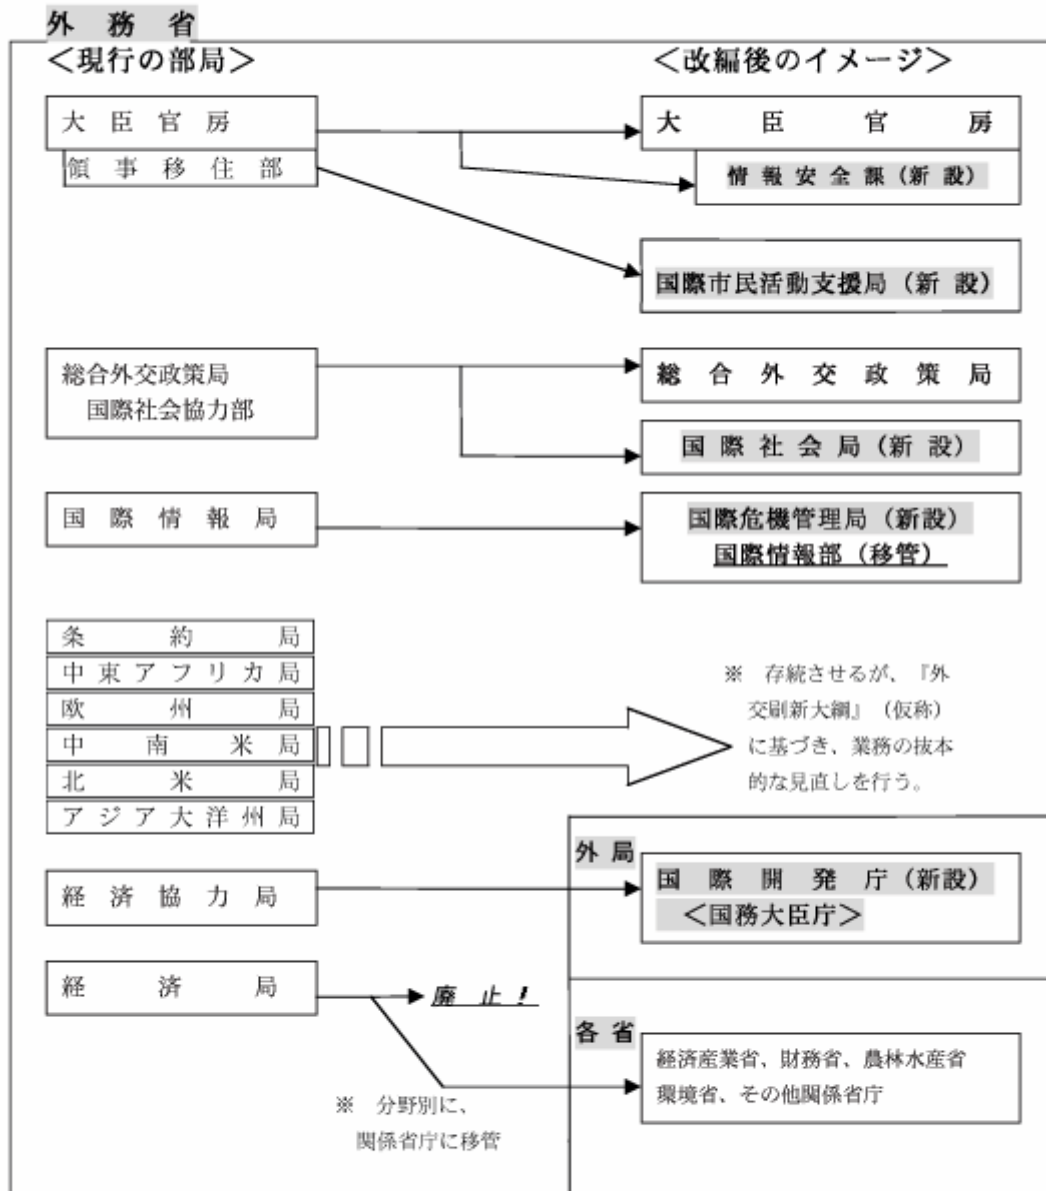 外務省
＜現行の部局＞
＜改編後のイメージ＞
大臣官房
領事移住部
大臣官房
情報安全課（新設）
国際市民活動支援局（新設）
総合外交政策局
国際社会協力部
総合外交政策局
国際社会局（新設）
国際情報局
国際危機管理局（新設）
国際情報部（移管）
条約局
中東アフリカ局
欧州局
中南米局
北米局
アジア大洋州局
※　存続させるが、『外
交刷新大綱』（仮称）
に基づき、業務の抜本
的な見直しを行う。
経済協力局
外局
国際開発庁（新設）
＜国務大臣庁＞
経済局
廃止！
※　分野別に、
関係省庁に移管
各省
経済産業省、財務省、農林水産省
環境省、その他関係省庁